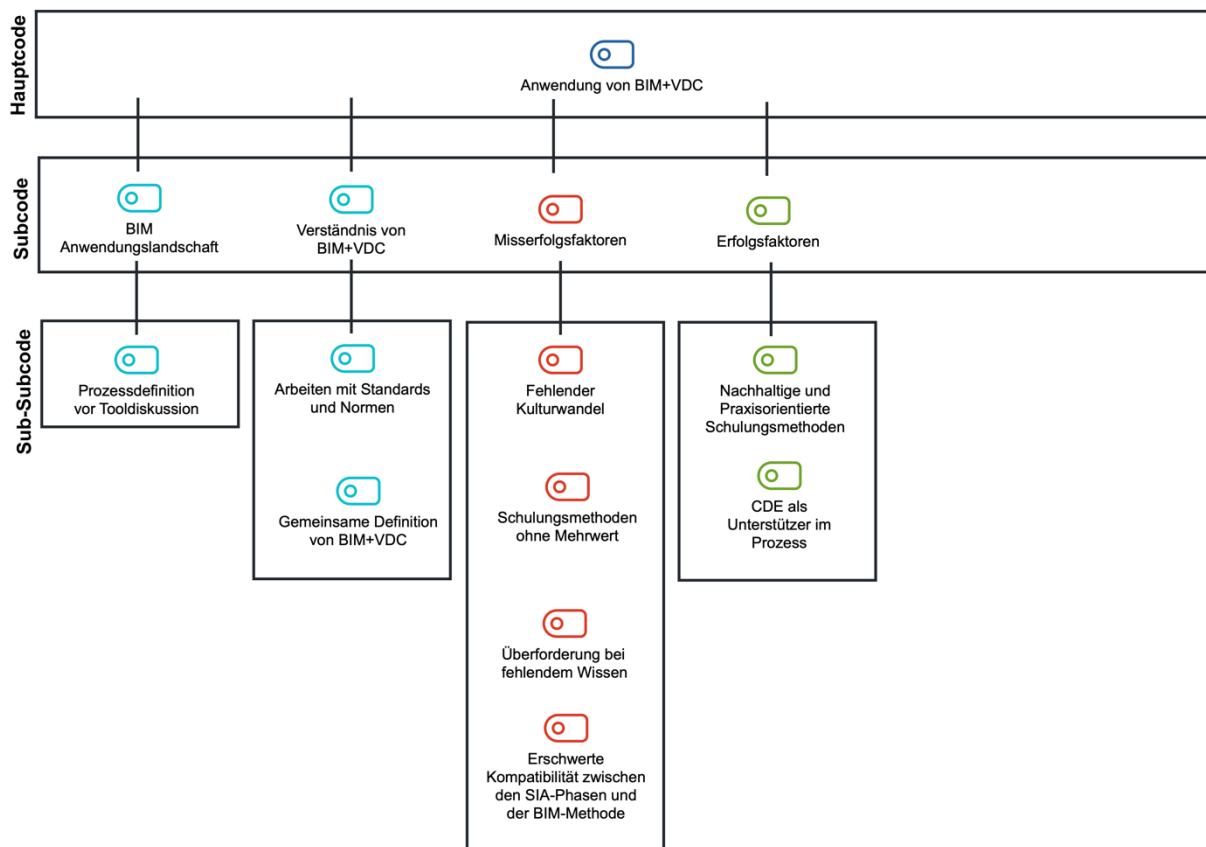 Hauptcode
Anwendung von BIM+VDC
Subcode
BIM
Anwendungslandschaft
Verständnis von
BIM+VDC
Misserfolgsfaktoren
Erfolgsfaktoren
Sub-Subcode
Prozessdefinition
vor Tooldiskussion
Arbeiten mit Standards
und Normen
Gemeinsame Definition
von BIM+VDC
Fehlender
Kulturwandel
Schulungsmethoden
ohne Mehrwert
Überforderung bei
fehlendem Wissen
Erschwerte
Kompatibilität zwischen
den SIA-Phasen und
der BIM-Methode
Nachhaltige und
Praxisorientierte
Schulungsmethoden
CDE als
Unterstützer im
Prozess